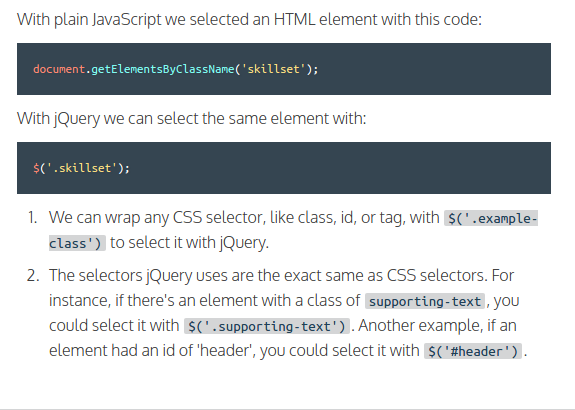 With plain JavaScript we selected an HTML element with this code:
document.getElementsByClassName('skillset');
With jQuery we can select the same element with:
$('.skillset');
1. We can wrap any CSS selector, like class, id, or tag, with $('.example-
class') to select it with jQuery.
2. The selectors jQuery uses are the exact same as CSS selectors. For
instance, if there's an element with a class of supporting-text, you
could select it with $('.supporting-text'). Another example, if an
element had an id of 'header', you could select it with $('#header').